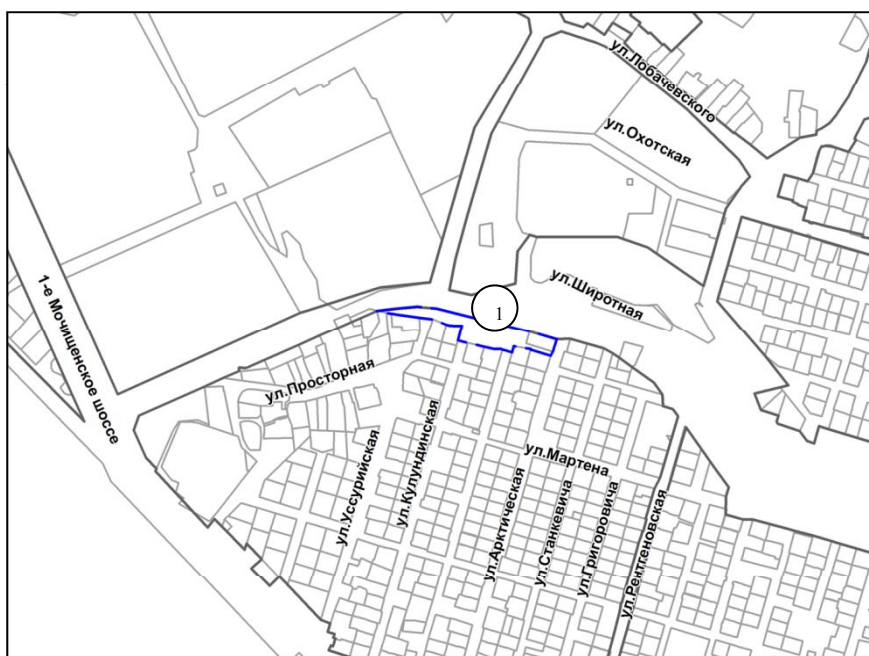 ул.Лобачевского
ул.Охотская
ул.Широтная
1-е Мочищенское шоссе
1
ул.Просторная
ул.Уссурийская
ул.Кулундинская
ул.Мартена
ул.Арктическая
ул.Станкевича
ул.Григоровича
ул.Рентгеновская